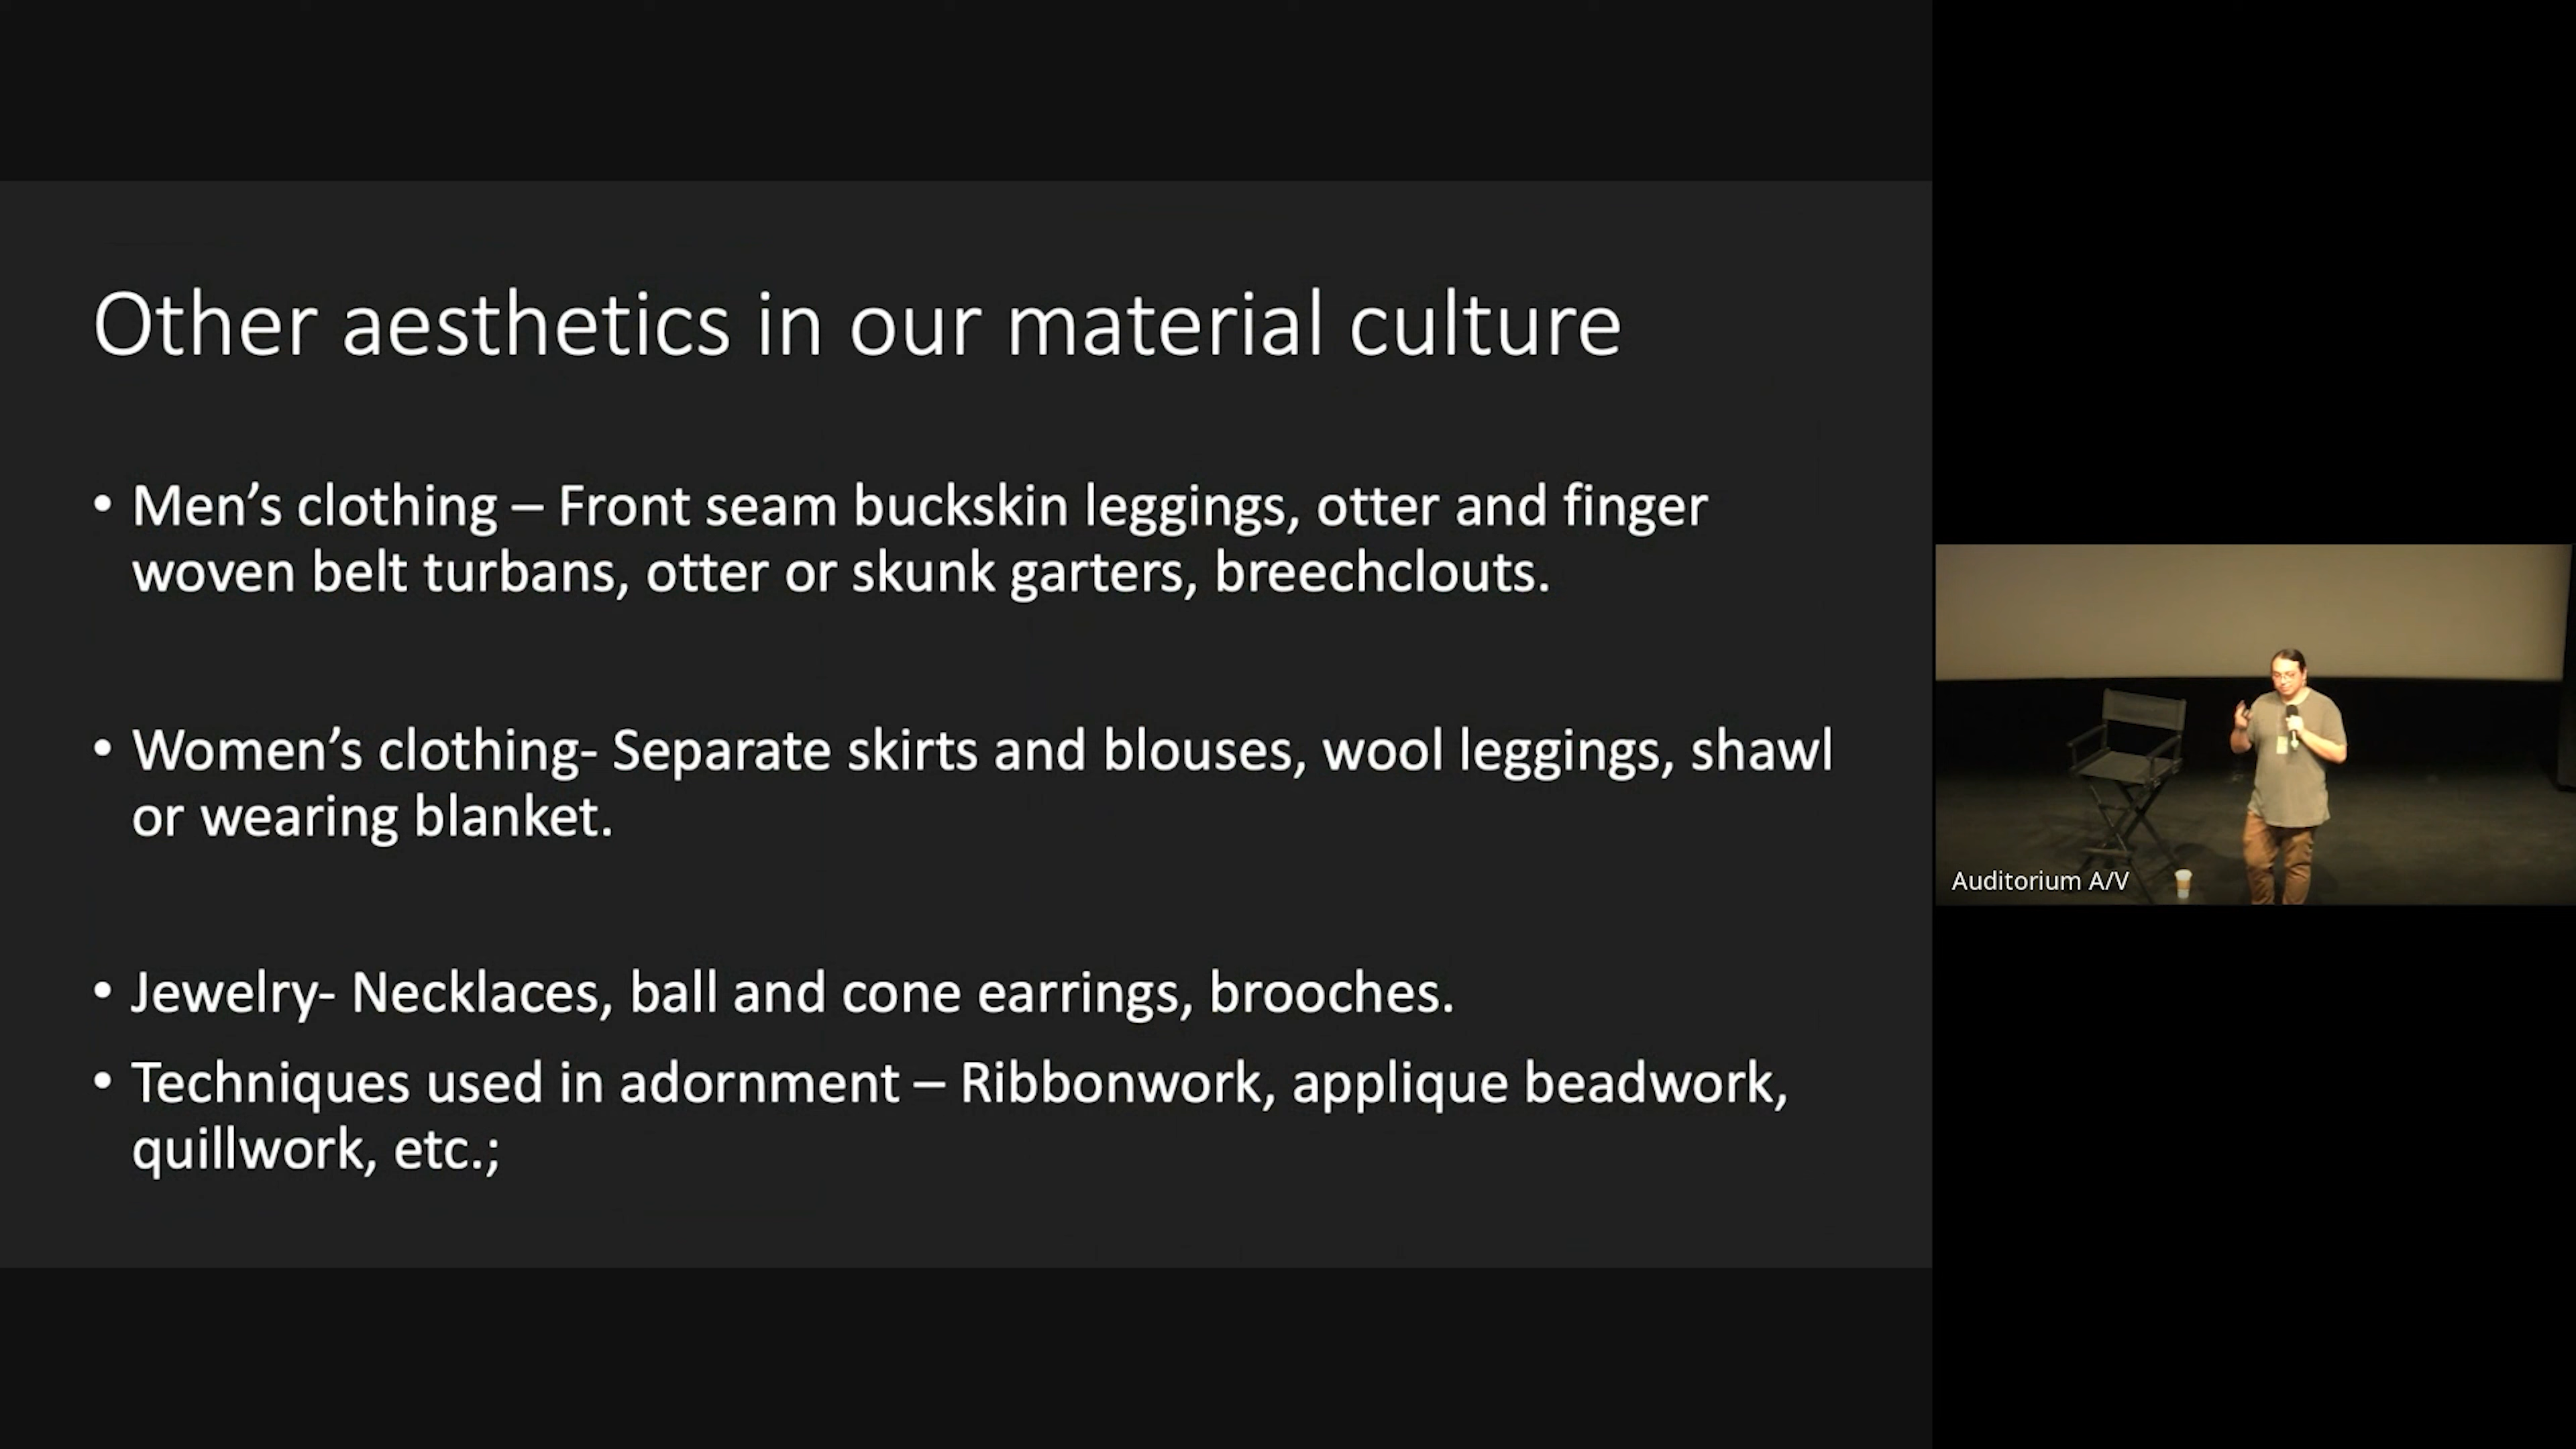 Other aesthetics in our material culture
• Men’s clothing – Front seam buckskin leggings, otter and finger
woven belt turbans, otter or skunk garters, breechclouts.
• Women’s clothing- Separate skirts and blouses, wool leggings, shawl
or wearing blanket.
• Jewelry- Necklaces, ball and cone earrings, brooches.
• Techniques used in adornment – Ribbonwork, applique beadwork,
quillwork, etc.;
Auditorium A/V